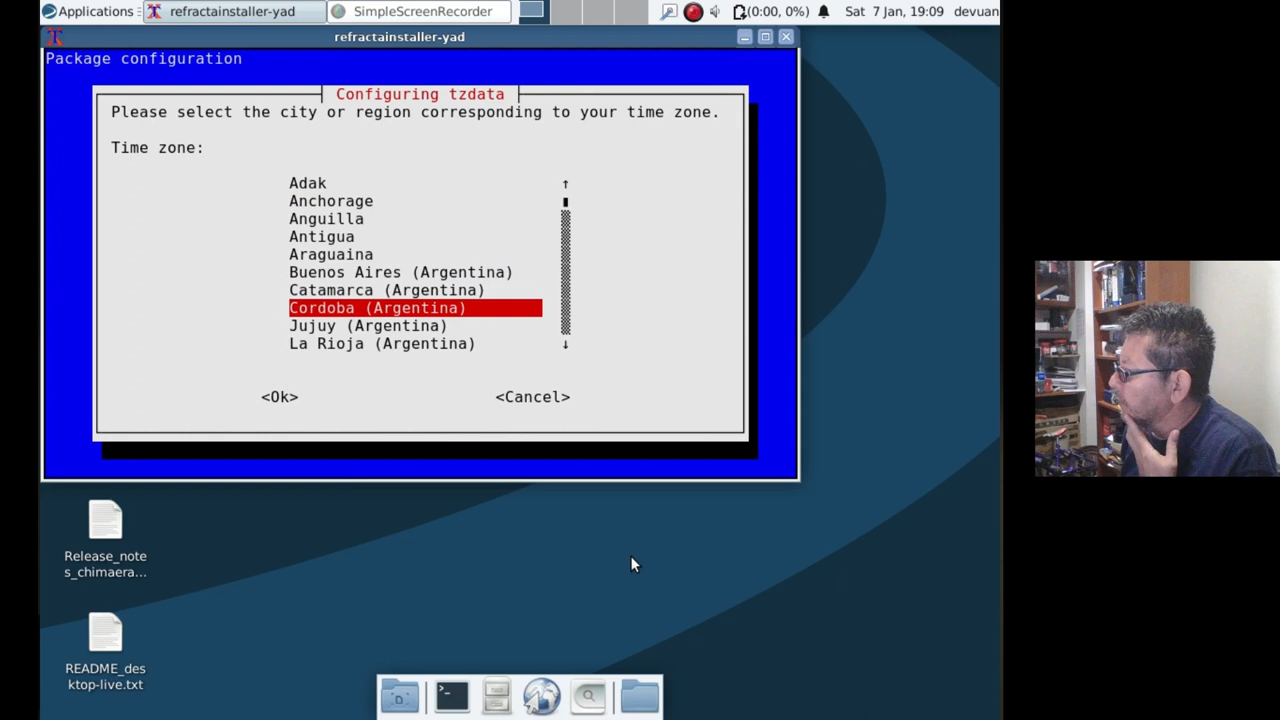 Applications
refractainstaller-yad
SimpleScreenRecorder
(0:00, 0%)
Sat 7 Jan, 19:09
devuan
refractainstaller-yad
Package configuration
Configuring tzdata
Please select the city or region corresponding to your time zone.
Time zone:
Adak
Anchorage
Anguilla
Antigua
Araguaina
Buenos Aires (Argentina)
Catamarca (Argentina)
Cordoba (Argentina)
Jujuy (Argentina)
La Rioja (Argentina)
<Ok>
<Cancel>
Release_note
s_chimaera...
README_des
ktop-live.txt